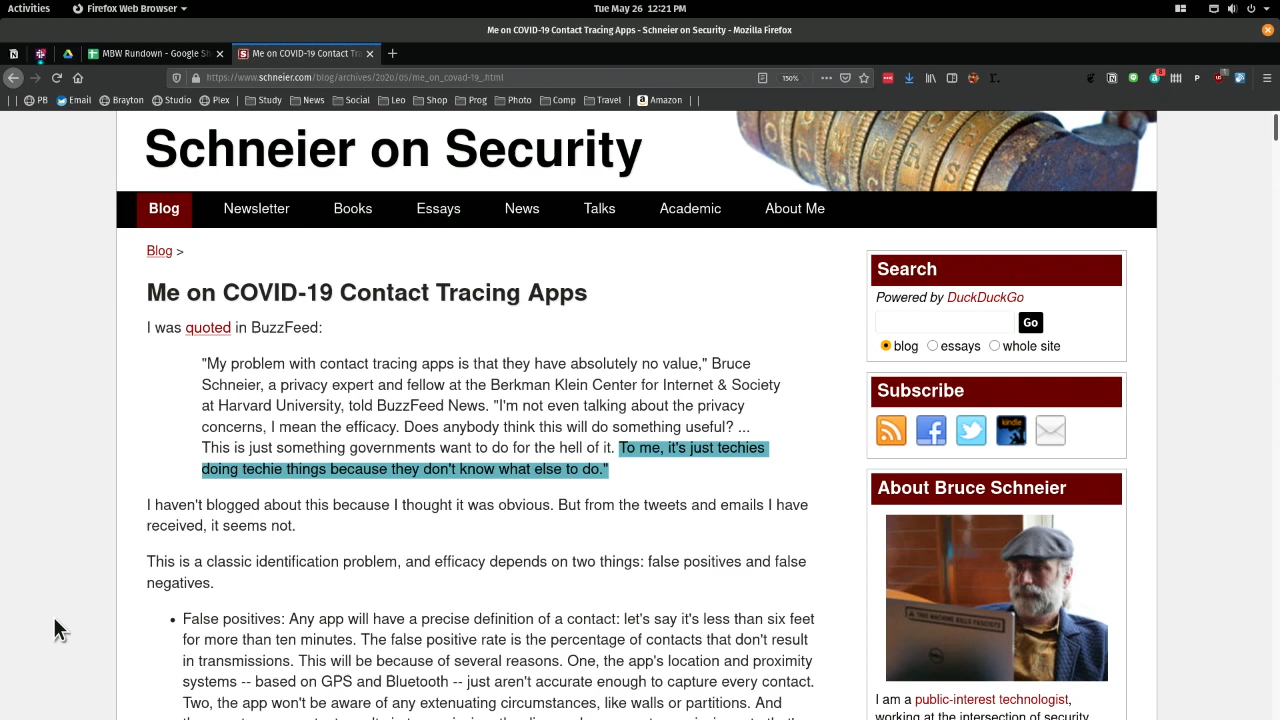 Activities Firefox Web Browser Tue May 26 12:21 PM
Me on COVID-19 Contact Tracing Apps - Schneier on Security - Mozilla Firefox
MBW Rundown - Google Sh Me on COVID-19 Contact Tra
https://www.schneier.com/blog/archives/2020/05/me_on_covad-19_.html 150%
PB Email Brayton Studio Plex Study News Social Leo Shop Prog Photo Comp Travel Amazon
Schneier on Security
Blog Newsletter Books Essays News Talks Academic About Me
Blog >
Me on COVID-19 Contact Tracing Apps
I was quoted in BuzzFeed:
"My problem with contact tracing apps is that they have absolutely no value," Bruce
Schneier, a privacy expert and fellow at the Berkman Klein Center for Internet & Society
at Harvard University, told BuzzFeed News. "I'm not even talking about the privacy
concerns, I mean the efficacy. Does anybody think this will do something useful? ...
This is just something governments want to do for the hell of it. To me, it's just techies
doing techie things because they don't know what else to do."
I haven't blogged about this because I thought it was obvious. But from the tweets and emails I have
received, it seems not.
This is a classic identification problem, and efficacy depends on two things: false positives and false
negatives.
• False positives: Any app will have a precise definition of a contact: let's say it's less than six feet
for more than ten minutes. The false positive rate is the percentage of contacts that don't result
in transmissions. This will be because of several reasons. One, the app's location and proximity
systems -- based on GPS and Bluetooth -- just aren't accurate enough to capture every contact.
Two, the app won't be aware of any extenuating circumstances, like walls or partitions. And
Search
Powered by DuckDuckGo
Go
blog essays whole site
Subscribe
kindle
About Bruce Schneier
THIS MACHINE KILLS FASCISTS
I am a public-interest technologist,
working at the intersection of security,